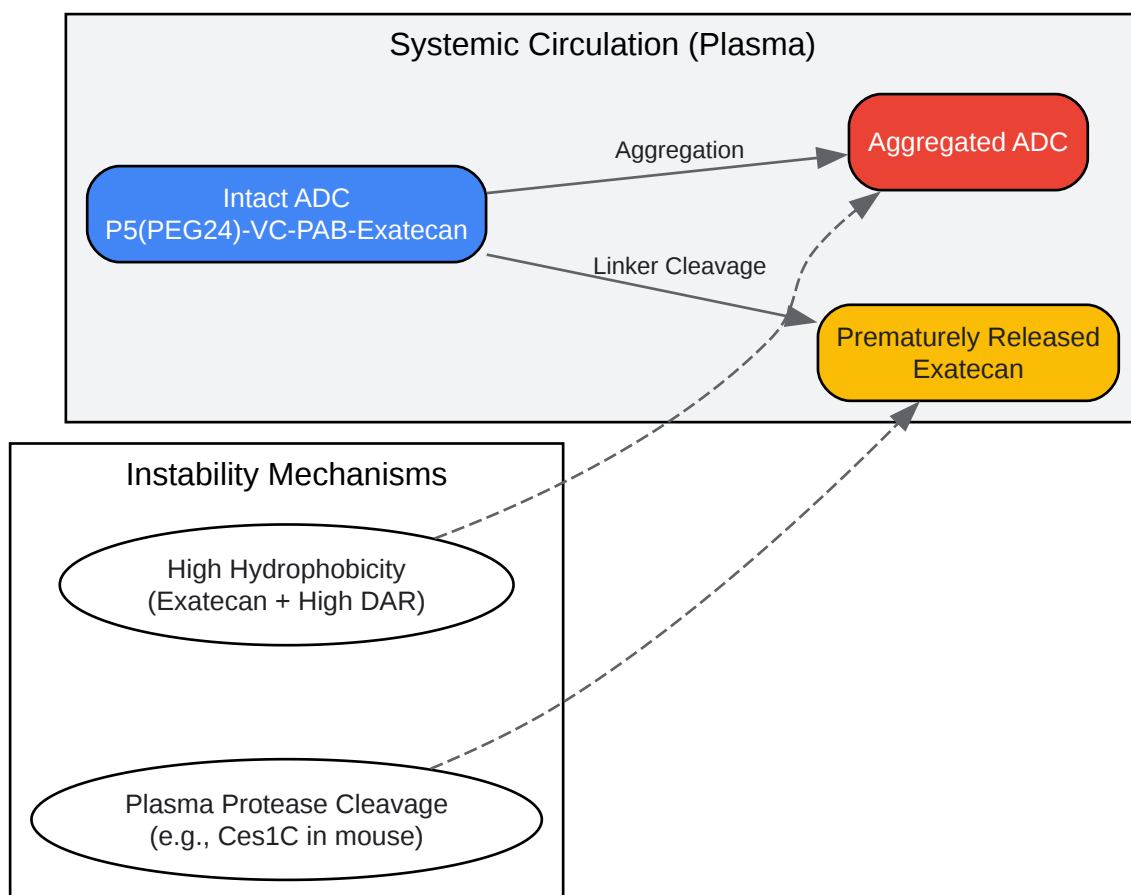 Systemic Circulation (Plasma)
Aggregated ADC
Aggregation
Intact ADC
P5(PEG24)-VC-PAB-Exatecan
Linker Cleavage
Prematurely Released
Exatecan
Instability Mechanisms
High Hydrophobicity
(Exatecan + High DAR)
Plasma Protease Cleavage
(e.g., Ces1C in mouse)